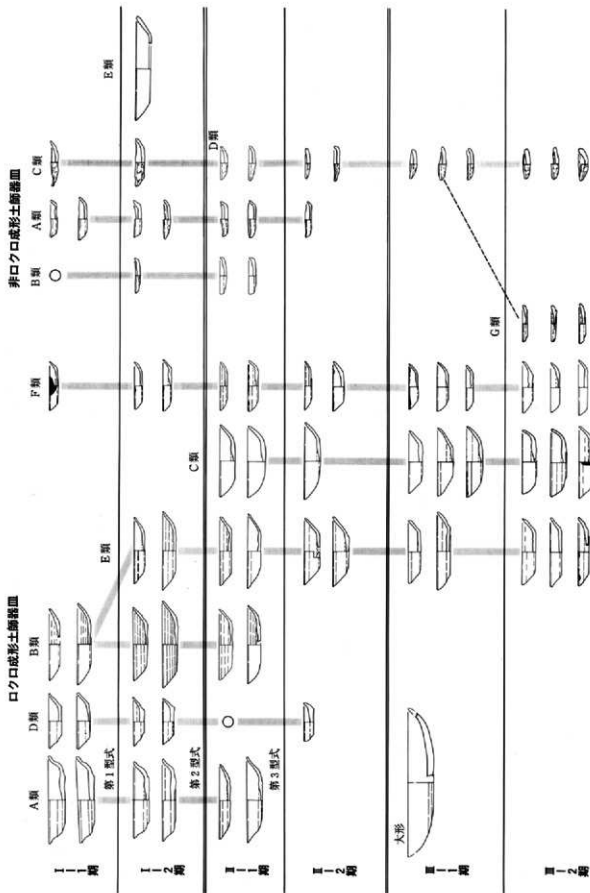 ロクロ成形土師器皿
非ロクロ成形土師器皿
A類
D類
B類
F類
B類
A類
C類
Ⅰ-1期
第1型式
E類
E類
Ⅰ-2期
第2型式
C類
D類
Ⅱ-1期
第3型式
Ⅱ-2期
大形
Ⅲ-1期
G類
Ⅲ-2期